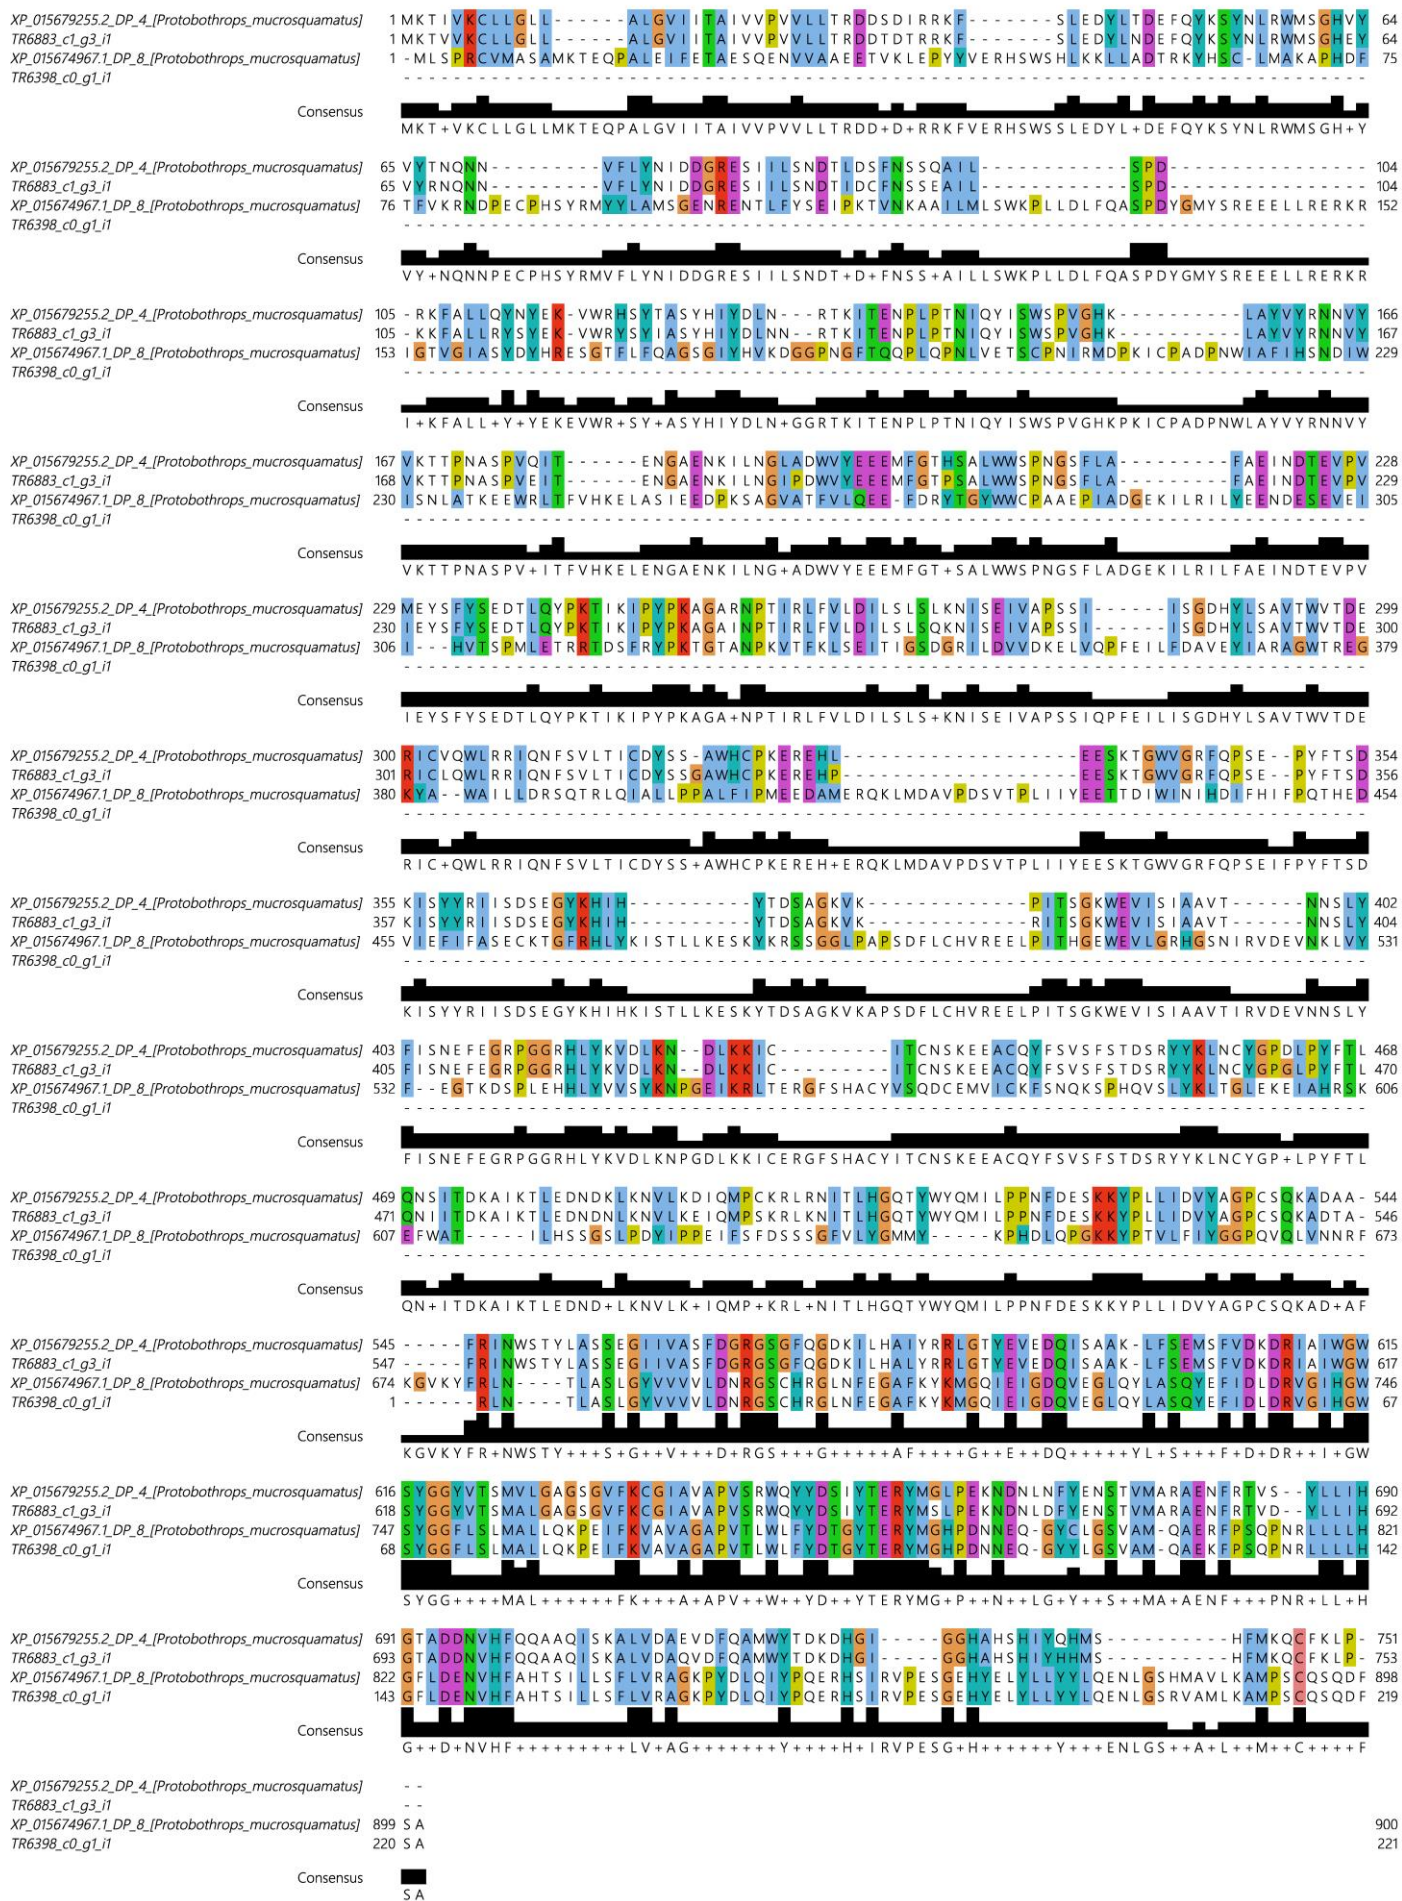 XP_015679255.2_DP_4_[Protobothrops_mucrosquamatus] 1 MKTIVKCLLGLL------ALGVIITAIVVPVVLLTRDDSDIRRKF-------SLEDYLTDEFQYKSYNLRWMSGHVY 64
TR6883_c1_g3_i1 1 MKTVVKCLLGLL------ALGVIITAIVVPVVLLTRDDTDTRRKF-------SLEDYLNDEFQYKSYNLRWMSGHEY 64
XP_015674967.1_DP_8_[Protobothrops_mucrosquamatus] 1 -MLSPRCVMASAMKTEQPALEIFETAESQENVVAAEETVKLEPYYVERHSWSHLKKLLADTRKYHSC-LMAKAPHDF 75
TR6398_c0_g1_i1 -----------------------------------------------------------------------------
Consensus
MKT+VKCLLGLLMKTEQPALGVIITAIVVPVVLLTRDD+D+RRKFVERHSWSSLEDYL+DEFQYKSYNLRWMSGH+Y
XP_015679255.2_DP_4_[Protobothrops_mucrosquamatus] 65 VYTNQNN---------VFLYNIDDGRESIILSNDTLDSFNSSQAIL------------SPD---------------- 104
TR6883_c1_g3_i1 65 VYRNQNN---------VFLYNIDDGRESIILSNDTIDCFNSSEAIL------------SPD---------------- 104
XP_015674967.1_DP_8_[Protobothrops_mucrosquamatus] 76 TFVKRNDPECPHSYRMYYLAMSGENRENTLFYSEIPKTVNKAAILMLSWKPLLDLFQASPDYGMYSREEELLRERKR 152
TR6398_c0_g1_i1 -----------------------------------------------------------------------------
Consensus
VY+NQNNPECPHSYRMVFLYNIDDGRESIILSNDT+D+FNSS+AILLSWKPLLDLFQASPDYGMYSREEELLRERKR
XP_015679255.2_DP_4_[Protobothrops_mucrosquamatus] 105 -RKFALLQYNYEK-VWRHSYTASYHIYDLN---RTKITENPLPTNIQYISWSPVGHK----------LAYVYRNNVY 166
TR6883_c1_g3_i1 105 -KKFALLRYSYEK-VWRYSYIASYHIYDLNN--RTKITENPLPTNIQYISWSPVGHK----------LAYVYRNNVY 167
XP_015674967.1_DP_8_[Protobothrops_mucrosquamatus] 153 IGTVGIASYDYHRESGTFLFQAGSGIYHVKDGGPNGFTQQPLQPNLVETSCPNIRMDPKICPADPNWIAFIHSNDIW 229
TR6398_c0_g1_i1 -----------------------------------------------------------------------------
Consensus
I+KFALL+Y+YEKEVWR+SY+ASYHIYDLN+GGRTKITENPLPTNIQYISWSPVGHKPKICPADPNWLAYVYRNNVY
XP_015679255.2_DP_4_[Protobothrops_mucrosquamatus] 167 VKTTPNASPVQIT------ENGAENKILNGLADWVYEEEMFGTHSALWWSPNGSFLA---------FAEINDTEVPV 228
TR6883_c1_g3_i1 168 VKTTPNASPVEIT------ENGAENKILNGIPDWVYEEEMFGTPSALWWSPNGSFLA---------FAEINDTEVPV 229
XP_015674967.1_DP_8_[Protobothrops_mucrosquamatus] 230 ISNLATKEEWRLTFVHKELASIEEDPKSAGVATFVLQEE-FDRYTGYWWCPAAEPIADGEKILRILYEENDESEVEI 305
TR6398_c0_g1_i1 -----------------------------------------------------------------------------
Consensus
VKTTPNASPV+ITFVHKELENGAENKILNG+ADWVYEEEMFGT+SALWWSPNGSFLADGEKILRILFAEINDTEVPV
XP_015679255.2_DP_4_[Protobothrops_mucrosquamatus] 229 MEYSFYSEDTLQYPKTIKIPYPKAGARNPTIRLFVLDILSLSLKNISEIVAPSSI------ISGDHYLSAVTWVTDE 299
TR6883_c1_g3_i1 230 IEYSFYSEDTLQYPKTIKIPYPKAGAINPTIRLFVLDILSLSQKNISEIVAPSSI------ISGDHYLSAVTWVTDE 300
XP_015674967.1_DP_8_[Protobothrops_mucrosquamatus] 306 I---HVTSPMLETRRTDSFRYPKTGTANPKVTFKLSEITIGSDGRILDVVDKELVQPFEILFDAVEYIARAGWTREG 379
TR6398_c0_g1_i1 -----------------------------------------------------------------------------
Consensus
IEYSFYSEDTLQYPKTIKIPYPKAGA+NPTIRLFVLDILSLS+KNISEIVAPSSIQPFEILISGDHYLSAVTWVTDE
XP_015679255.2_DP_4_[Protobothrops_mucrosquamatus] 300 RICVQWLRRIQNFSVLTICDYSS-AWHCPKEREHL-------------------EESKTGWVGRFQPSE--PYFTSD 354
TR6883_c1_g3_i1 301 RICLQWLRRIQNFSVLTICDYSSGAWHCPKEREHP-------------------EESKTGWVGRFQPSE--PYFTSD 356
XP_015674967.1_DP_8_[Protobothrops_mucrosquamatus] 380 KYA--WAILLDRSQTRLQIALLPPALFIPMEEDAMERQKLMDAVPDSVTPLIIYEETTDIWINIHDIFHIFPQTHED 454
TR6398_c0_g1_i1 -----------------------------------------------------------------------------
Consensus
RIC+QWLRRIQNFSVLTICDYSS+AWHCPKEREH+ERQKLMDAVPDSVTPLIIYEESKTGWVGRFQPSEIFPYFTSD
XP_015679255.2_DP_4_[Protobothrops_mucrosquamatus] 355 KISYYRIISDSEGYKHIH----------YTDSAGKVK-------------PITSGKWEVISIAAVT------NNSLY 402
TR6883_c1_g3_i1 357 KISYYRIISDSEGYKHIH----------YTDSAGKVK-------------RITSGKWEVISIAAVT------NNSLY 404
XP_015674967.1_DP_8_[Protobothrops_mucrosquamatus] 455 VIEFIFASECKTGFRHLYKISTLLKESKYKRSSGGLPAPSDFLCHVREELPITHGEWEVLGRHGSNIRVDEVNKLVY 531
TR6398_c0_g1_i1 -----------------------------------------------------------------------------
Consensus
KISYYRIISDSEGYKHIHKISTLLKESKYTDSAGKVKAPSDFLCHVREELPITSGKWEVISIAAVTIRVDEVNNSLY
XP_015679255.2_DP_4_[Protobothrops_mucrosquamatus] 403 FISNEFEGRPGGRHLYKVDLKN--DLKKIC---------ITCNSKEEACQYFSVSFSTDSRYYKLNCYGPDLPYFTL 468
TR6883_c1_g3_i1 405 FISNEFEGRPGGRHLYKVDLKN--DLKKIC---------ITCNSKEEACQYFSVSFSTDSRYYKLNCYGPGLPYFTL 470
XP_015674967.1_DP_8_[Protobothrops_mucrosquamatus] 532 F--EGTKDSPLEHHLYVVSYKNPGEIKRLTERGFSHACYVSQDCEMVICKFSNQKSPHQVSLYKLTGLEKEIAHRSK 606
TR6398_c0_g1_i1 -----------------------------------------------------------------------------
Consensus
FISNEFEGRPGGRHLYKVDLKNPGDLKKICERGFSHACYITCNSKEEACQYFSVSFSTDSRYYKLNCYGP+LPYFTL
XP_015679255.2_DP_4_[Protobothrops_mucrosquamatus] 469 QNSITDKAIKTLEDNDKLKNVLKDIQMPCKRLRNITLHGQTYWYQMILPPNFDESKKYPLLIDVYAGPCSQKADAA- 544
TR6883_c1_g3_i1 471 QNIITDKAIKTLEDNDNLKNVLKEIQMPSKRLKNITLHGQTYWYQMILPPNFDESKKYPLLIDVYAGPCSQKADTA- 546
XP_015674967.1_DP_8_[Protobothrops_mucrosquamatus] 607 EFWAT-----ILHSSGSLPDYIPPEIFSFDSSSGFVLYGMMY-----KPHDLQPGKKYPTVLFIYGGPQVQLVNNRF 673
TR6398_c0_g1_i1 -----------------------------------------------------------------------------
Consensus
QN+ITDKAIKTLEDND+LKNVLK+IQMP+KRL+NITLHGQTYWYQMILPPNFDESKKYPLLIDVYAGPCSQKAD+AF
XP_015679255.2_DP_4_[Protobothrops_mucrosquamatus] 545 -----FRINWSTYLASSEGIIVASFDGRGSGFQGDKILHAIYRRLGTYEVEDQISAAK-LFSEMSFVDKDRIAIWGW 615
TR6883_c1_g3_i1 547 -----FRINWSTYLASSEGIIVASFDGRGSGFQGDKILHALYRRLGTYEVEDQISAAK-LFSEMSFVDKDRIAIWGW 617
XP_015674967.1_DP_8_[Protobothrops_mucrosquamatus] 674 KGVKYFRLN----TLASLGYVVVVLDNRGSCHRGLNFEGAFKYKMGQIEIGDQVEGLQYLASQYEFIDLDRVGIHGW 746
TR6398_c0_g1_i1 1 ------RLN----TLASLGYVVVVLDNRGSCHRGLNFEGAFKYKMGQIEIGDQVEGLQYLASQYEFIDLDRVGIHGW 67
Consensus
KGVKYFR+NWSTY+++S+G++V+++D+RGS+++G+++++AF++++G++E++DQ+++++YL+S+++F+D+DR++I+GW
XP_015679255.2_DP_4_[Protobothrops_mucrosquamatus] 616 SYGGYVTSMVLGAGSGVFKCGIAVAPVSRWQYYDSIYTERYMGLPEKNDNLNFYENSTVMARAENFRTVS--YLLIH 690
TR6883_c1_g3_i1 618 SYGGYVTSMALGAGSGVFKCGIAVAPVSRWQYYDSIYTERYMSLPEKNDNLDFYENSTVMARAENFRTVD--YLLIH 692
XP_015674967.1_DP_8_[Protobothrops_mucrosquamatus] 747 SYGGFLSLMALLQKPEIFKVAVAGAPVTLWLFYDTGYTERYMGHPDNNEQ-GYCLGSVAM-QAERFPSQPNRLLLLH 821
TR6398_c0_g1_i1 68 SYGGFLSLMALLQKPEIFKVAVAGAPVTLWLFYDTGYTERYMGHPDNNEQ-GYYLGSVAM-QAEKFPSQPNRLLLLH 142
Consensus
SYGG++++MAL++++++FK+++A+APV++W++YD++YTERYMG+P++N++LG+Y++S++MA+AENF+++PNR+LL+H
XP_015679255.2_DP_4_[Protobothrops_mucrosquamatus] 691 GTADDNVHFQQAAQISKALVDAEVDFQAMWYTDKDHGI-----GGHAHSHIYQHMS----------HFMKQCFKLP- 751
TR6883_c1_g3_i1 693 GTADDNVHFQQAAQISKALVDAQVDFQAMWYTDKDHGI-----GGHAHSHIYHHMS----------HFMKQCFKLP- 753
XP_015674967.1_DP_8_[Protobothrops_mucrosquamatus] 822 GFLDENVHFAHTSILLSFLVRAGKPYDLQIYPQERHSIRVPESGEHYELYLLYYLQENLGSHMAVLKAMPSCQSQDF 898
TR6398_c0_g1_i1 143 GFLDENVHFAHTSILLSFLVRAGKPYDLQIYPQERHSIRVPESGEHYELYLLYYLQENLGSRVAMLKAMPSCQSQDF 219
Consensus
G++D+NVHF+++++++++LV+AG++++++Y++++H+IRVPESG+H++++++Y+++ENLGS++A+L++M++C++++F
XP_015679255.2_DP_4_[Protobothrops_mucrosquamatus] --
TR6883_c1_g3_i1 --
XP_015674967.1_DP_8_[Protobothrops_mucrosquamatus] 899 SA 900
TR6398_c0_g1_i1 220 SA 221
Consensus
SA